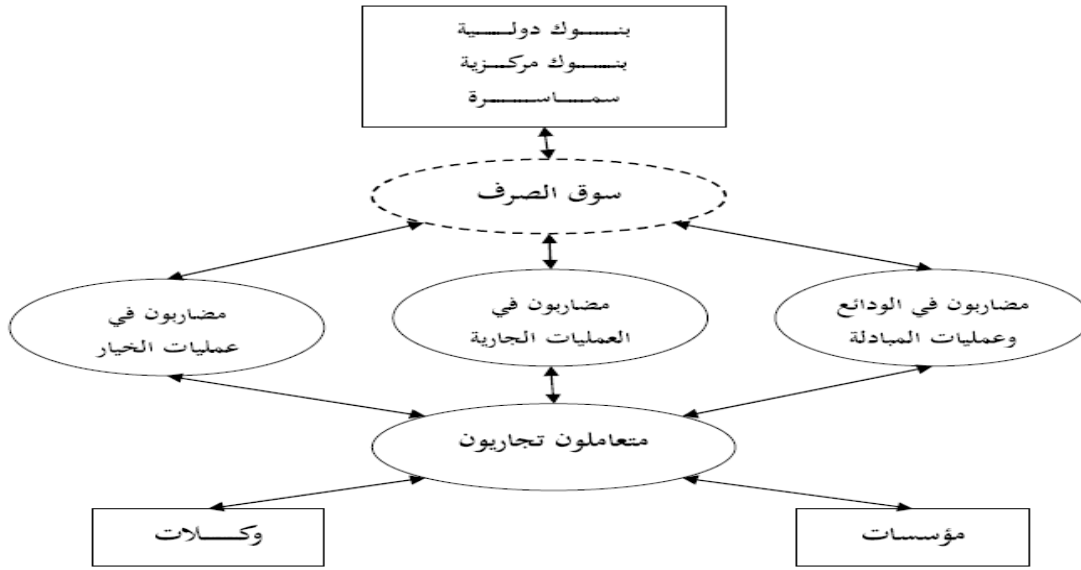 بنوك دولية
بنوك مركزية
سماسرة
سوق الصرف
مضاربون في الودائع
وعمليات المبادلة
مضاربون في
العمليات الجارية
مضاربون في
عمليات الخيار
متعاملون تجاريون
مؤسسات
وكلات